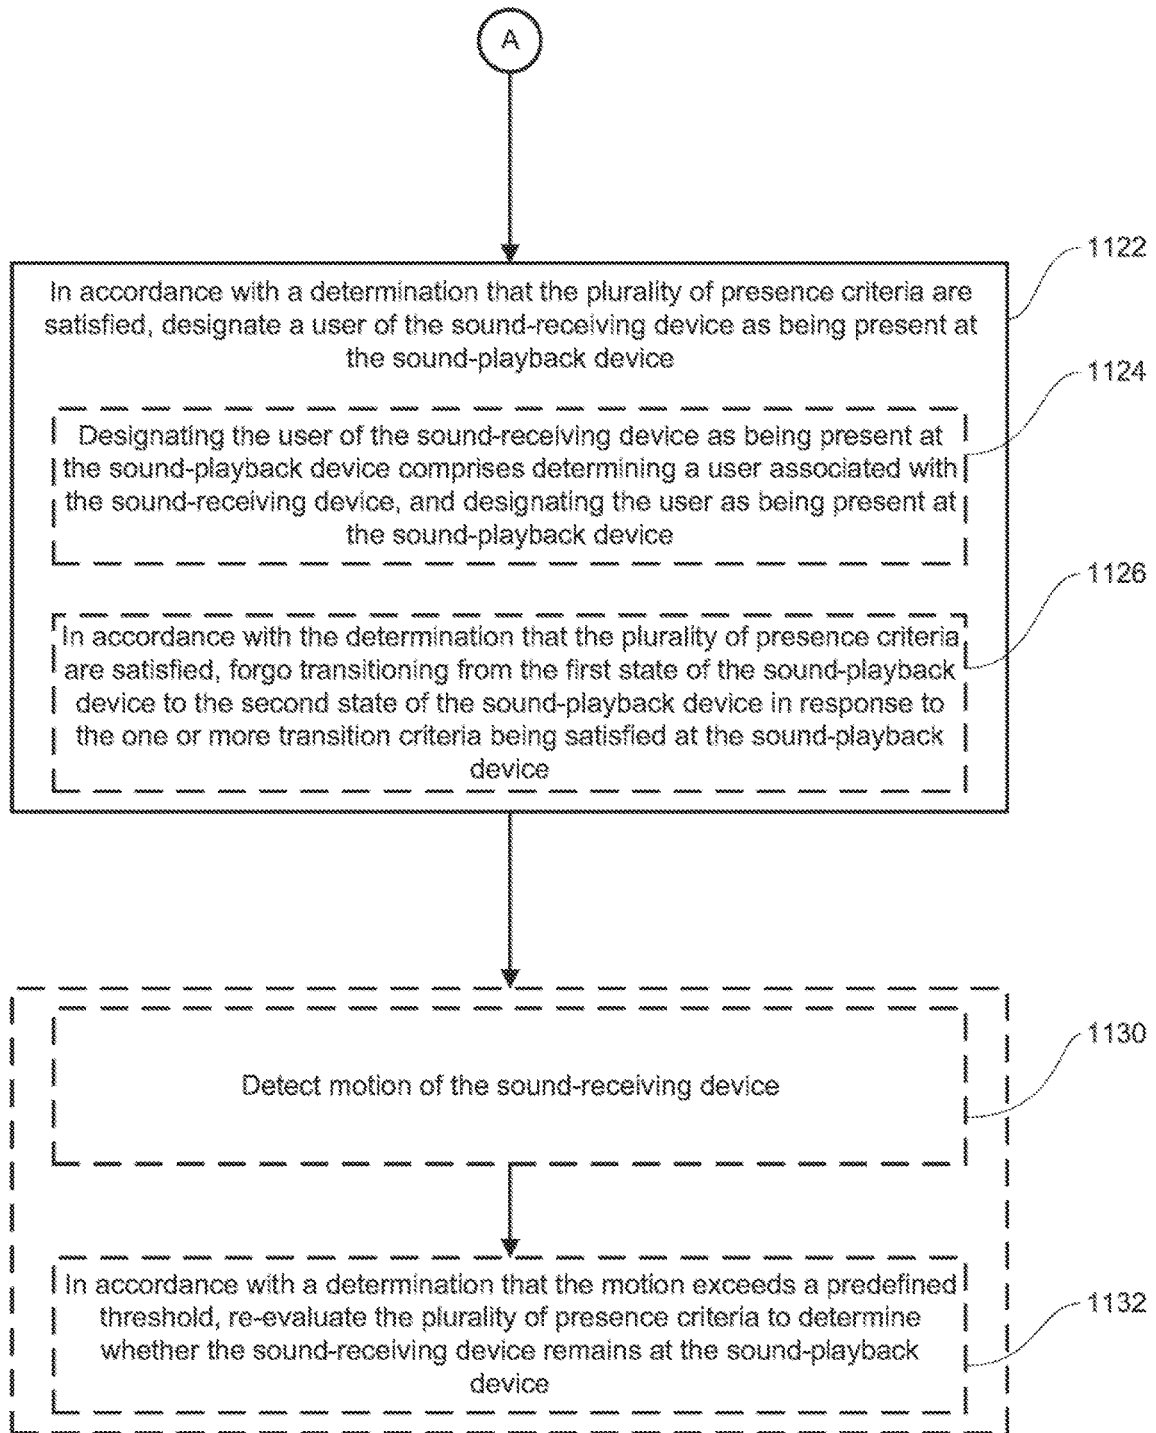 A
1122
In accordance with a determination that the plurality of presence criteria are
satisfied, designate a user of the sound-receiving device as being present at
the sound-playback device
1124
Designating the user of the sound-receiving device as being present at
the sound-playback device comprises determining a user associated with
the sound-receiving device, and designating the user as being present at
the sound-playback device
1126
In accordance with the determination that the plurality of presence criteria
are satisfied, forgo transitioning from the first state of the sound-playback
device to the second state of the sound-playback device in response to
the one or more transition criteria being satisfied at the sound-playback
device
1130
Detect motion of the sound-receiving device
1132
In accordance with a determination that the motion exceeds a predefined
threshold, re-evaluate the plurality of presence criteria to determine
whether the sound-receiving device remains at the sound-playback
device